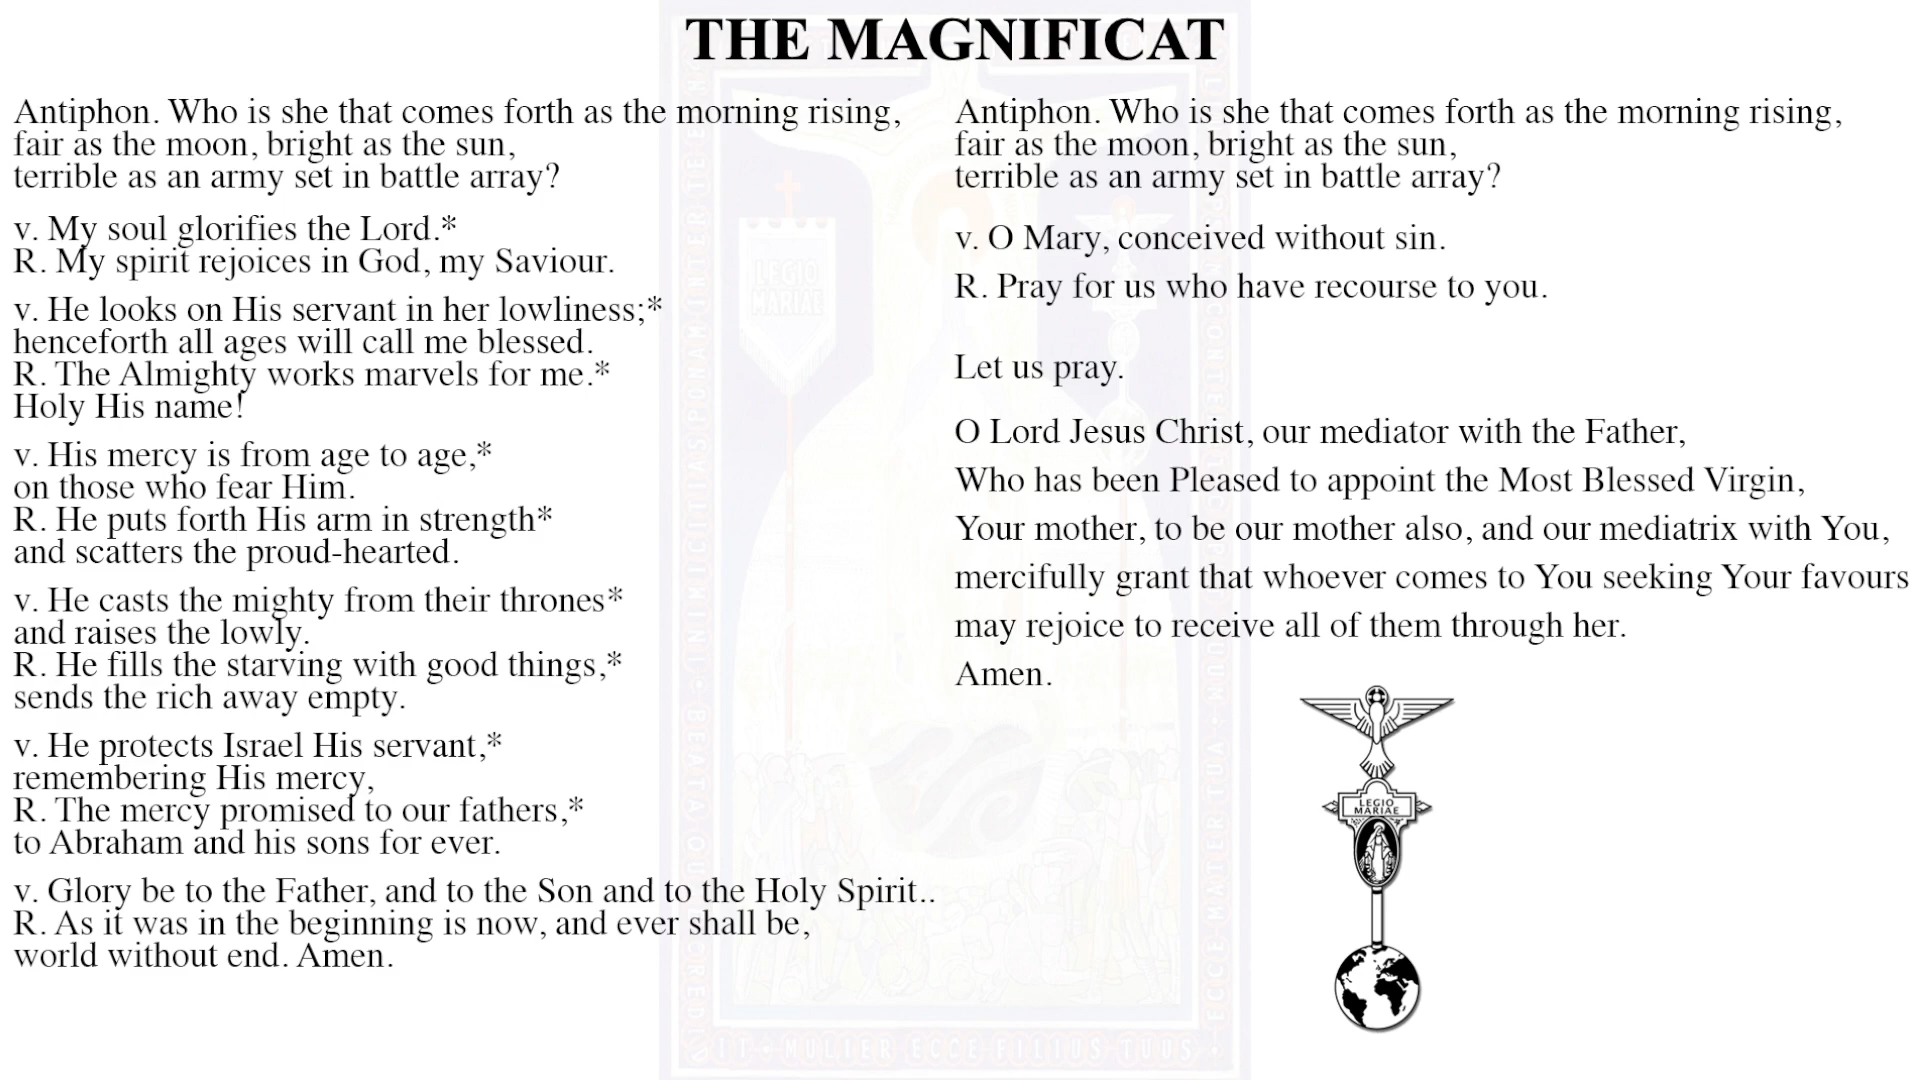 THE MAGNIFICAT
Antiphon. Who is she that comes forth as the morning rising,
fair as the moon, bright as the sun,
terrible as an army set in battle array?
v. My soul glorifies the Lord.*
R. My spirit rejoices in God, my Saviour.
v. He looks on His servant in her lowliness;*
henceforth all ages will call me blessed.
R. The Almighty works marvels for me.*
Holy His name!
v. His mercy is from age to age,*
on those who fear Him.
R. He puts forth His arm in strength*
and scatters the proud-hearted.
v. He casts the mighty from their thrones*
and raises the lowly.
R. He fills the starving with good things,*
sends the rich away empty.
v. He protects Israel His servant,*
remembering His mercy,
R. The mercy promised to our fathers,*
to Abraham and his sons for ever.
v. Glory be to the Father, and to the Son and to the Holy Spirit..
R. As it was in the beginning is now, and ever shall be,
world without end. Amen.
Antiphon. Who is she that comes forth as the morning rising,
fair as the moon, bright as the sun,
terrible as an army set in battle array?
v. O Mary, conceived without sin.
R. Pray for us who have recourse to you.
Let us pray.
O Lord Jesus Christ, our mediator with the Father,
Who has been Pleased to appoint the Most Blessed Virgin,
Your mother, to be our mother also, and our mediatrix with You,
mercifully grant that whoever comes to You seeking Your favours
may rejoice to receive all of them through her.
Amen.
LEGIO
MARIAE
LEGIO
MARIAE
MULIER ECCE FILIUS TUUS
ECCE MATER TUA